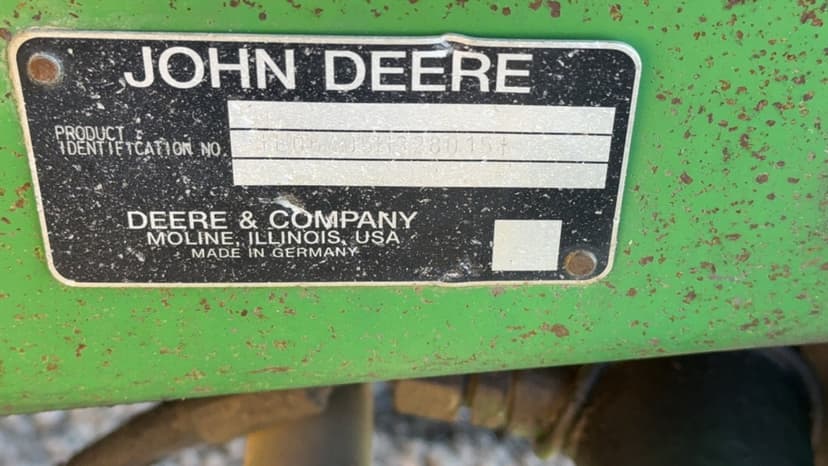 JOHN DEERE
PRODUCT
IDENTIFICATION NO
DEERE & COMPANY
MOLINE, ILLINOIS, USA
MADE IN GERMANY